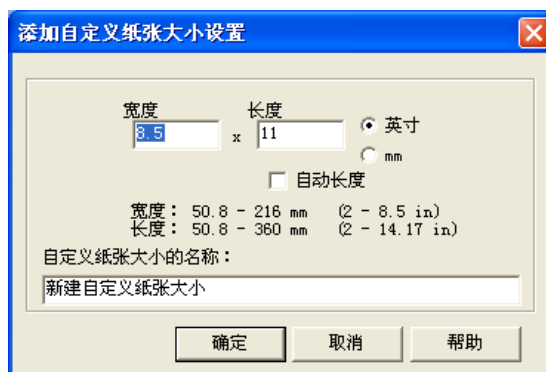 添加自定义纸张大小设置
宽度 长度
8.5 x 11 英寸
mm
自动长度
宽度： 50.8 - 216 mm (2 - 8.5 in)
长度： 50.8 - 360 mm (2 - 14.17 in)
自定义纸张大小的名称：
新建自定义纸张大小
确定 取消 帮助